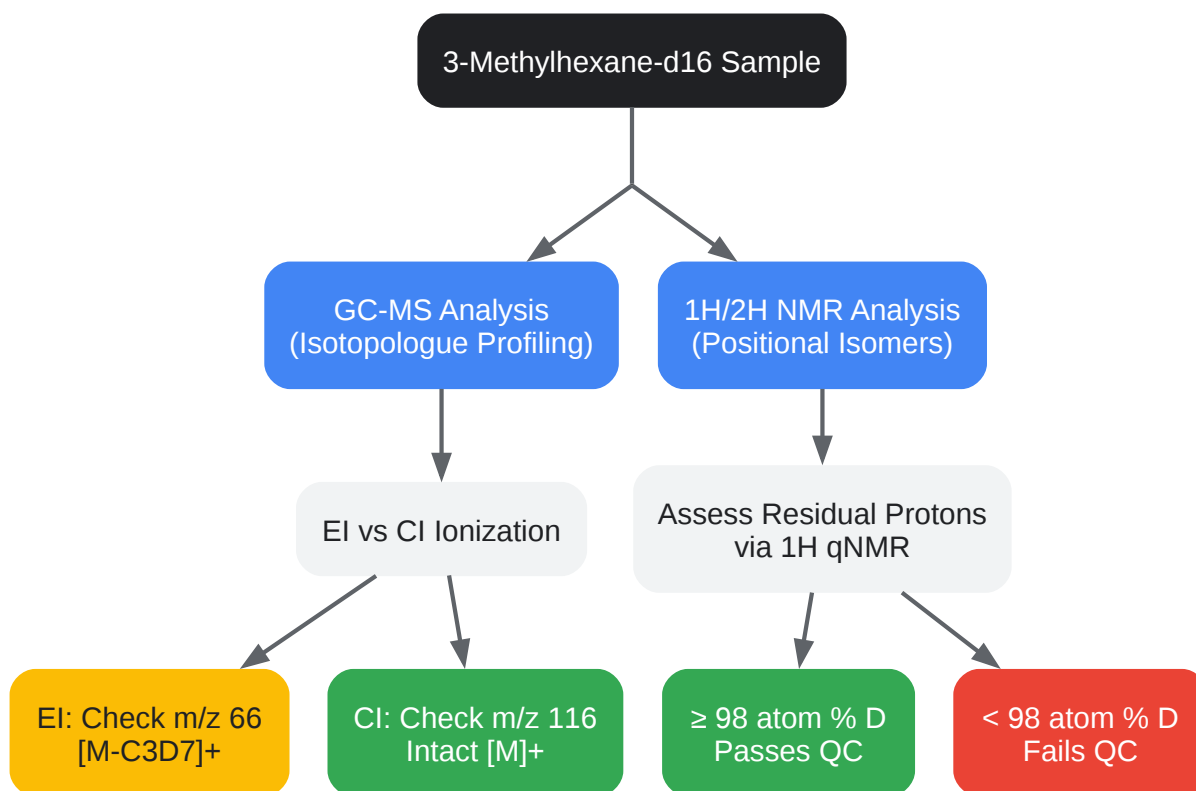 3-Methylhexane-d16 Sample
GC-MS Analysis
(Isotopologue Profiling)
1H/2H NMR Analysis
(Positional Isomers)
EI vs CI Ionization
Assess Residual Protons
via 1H qNMR
EI: Check m/z 66
[M-C3D7]+
CI: Check m/z 116
Intact [M]+
≥ 98 atom % D
Passes QC
< 98 atom % D
Fails QC